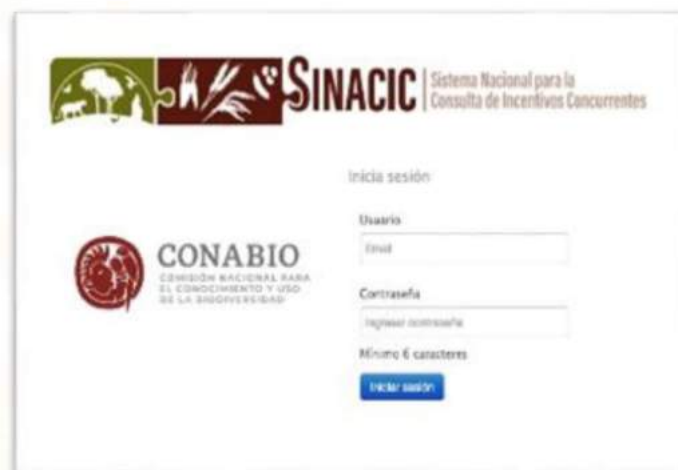 SINACIC
Sistema Nacional para la
Consulta de Incentivos Concurrentes
Inicia sesión
Usuario
Email
CONABIO
COMISIÓN NACIONAL PARA
EL CONOCIMIENTO Y USO
DE LA BIODIVERSIDAD
Contraseña
Ingresar contraseña
Mínimo 6 caracteres
Iniciar sesión